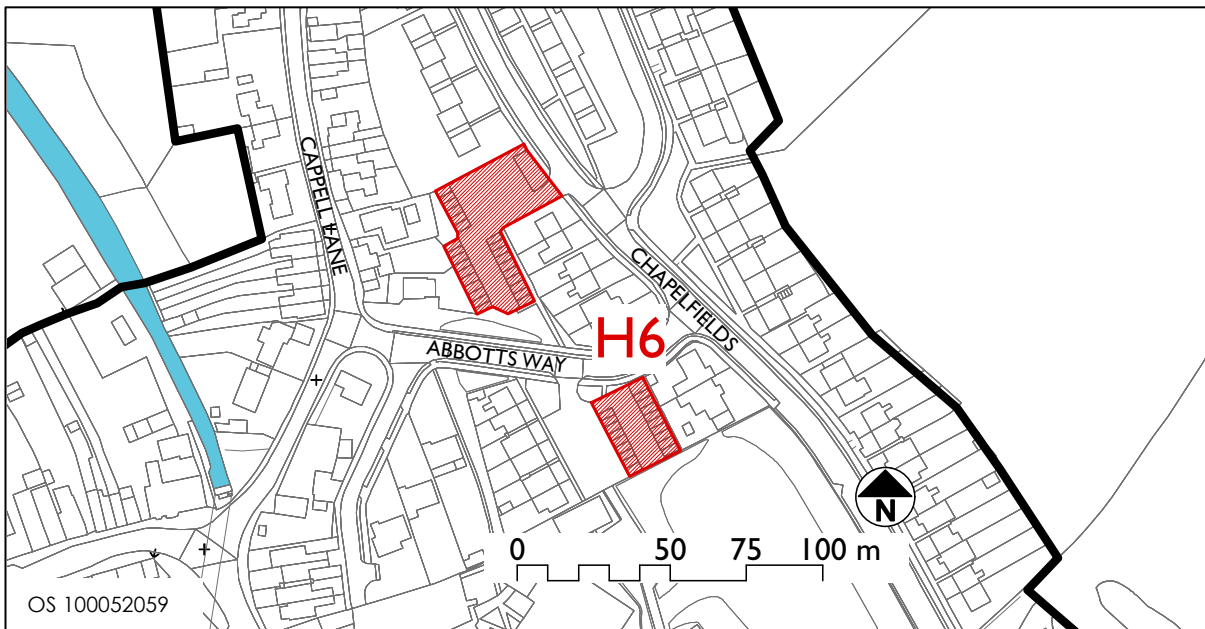 CAPPELL LANE
CHAPELFIELDS
H6
ABBOTTS WAY
N
0 50 75 100 m
OS 100052059